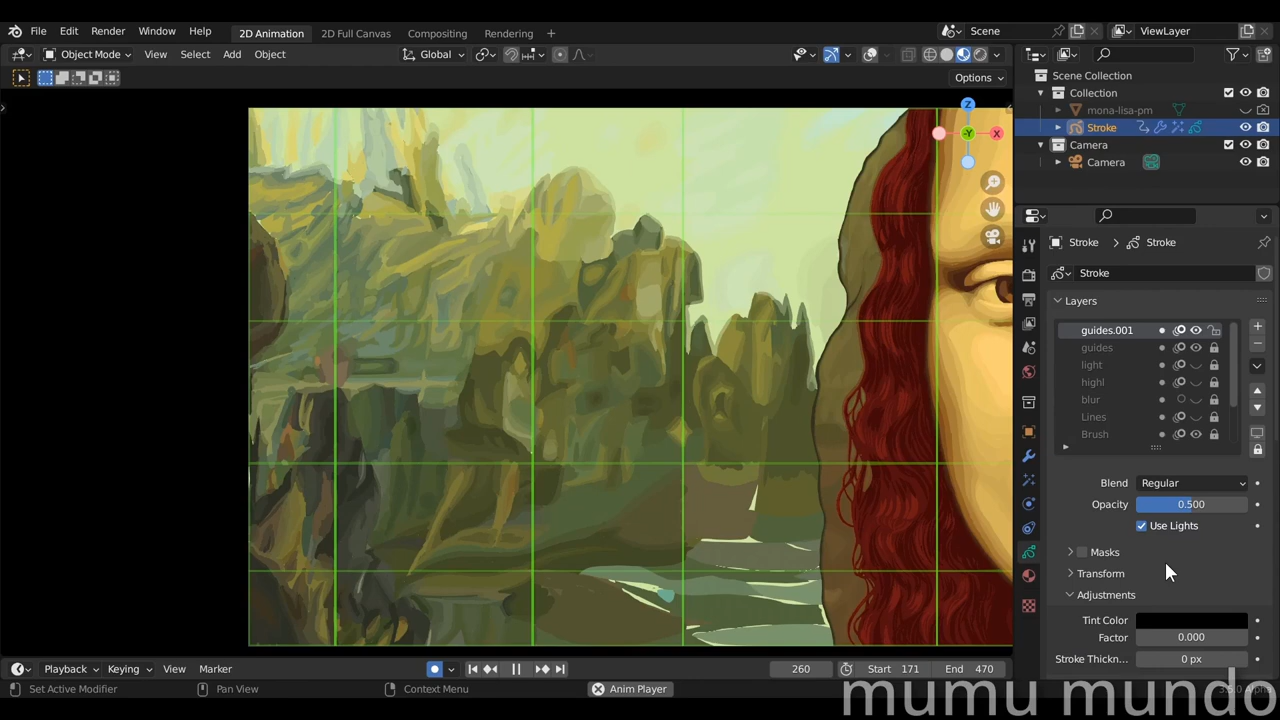 File Edit Render Window Help 2D Animation 2D Full Canvas Compositing Rendering + Scene ViewLayer
Object Mode View Select Add Object Global
Options
Scene Collection
Collection
mona-lisa-pm
Stroke
Camera
Camera
Z
-Y X
Stroke > Stroke
Stroke
Layers
guides.001
guides
light
highl
blur
Lines
Brush
Blend Regular
Opacity 0.500
Use Lights
Masks
Transform
Adjustments
Tint Color
Factor 0.000
Stroke Thickn... 0 px
Playback Keying View Marker 260 Start 171 End 470
Set Active Modifier Pan View Context Menu Anim Player
mumu mundo